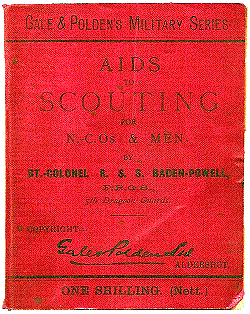 GALE & POLDEN'S MILITARY SERIES
AIDS
TO
SCOUTING
FOR
N.-C.Os. & MEN.
BY
BT.-COLONEL R. S. S. BADEN-POWELL,
5th Dragoon Guards.
COPYRIGHT.
Gale & Polden Ltd
ALDERSHOT.
ONE SHILLING. (Nett.)